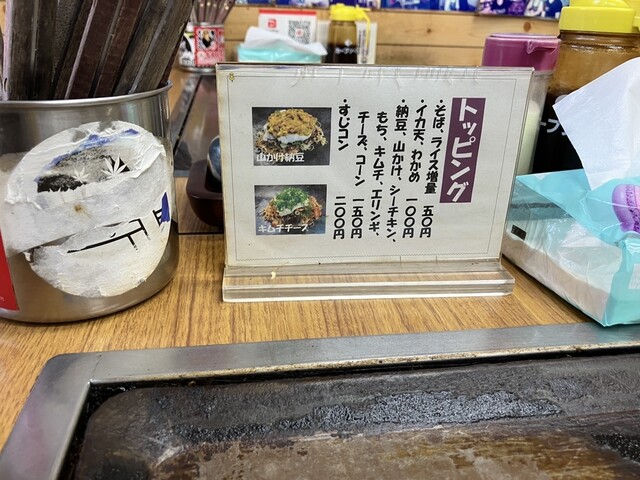 トッピング
・そば、ライス増量 五〇円
・イカ天、わかめ 一〇〇円
納豆、山かけ、シーチキン、
もち、キムチ、エリンギ、
チーズ、コーン 一五〇円
・すじコン 二〇〇円
山かけ納豆
キムチチーズ